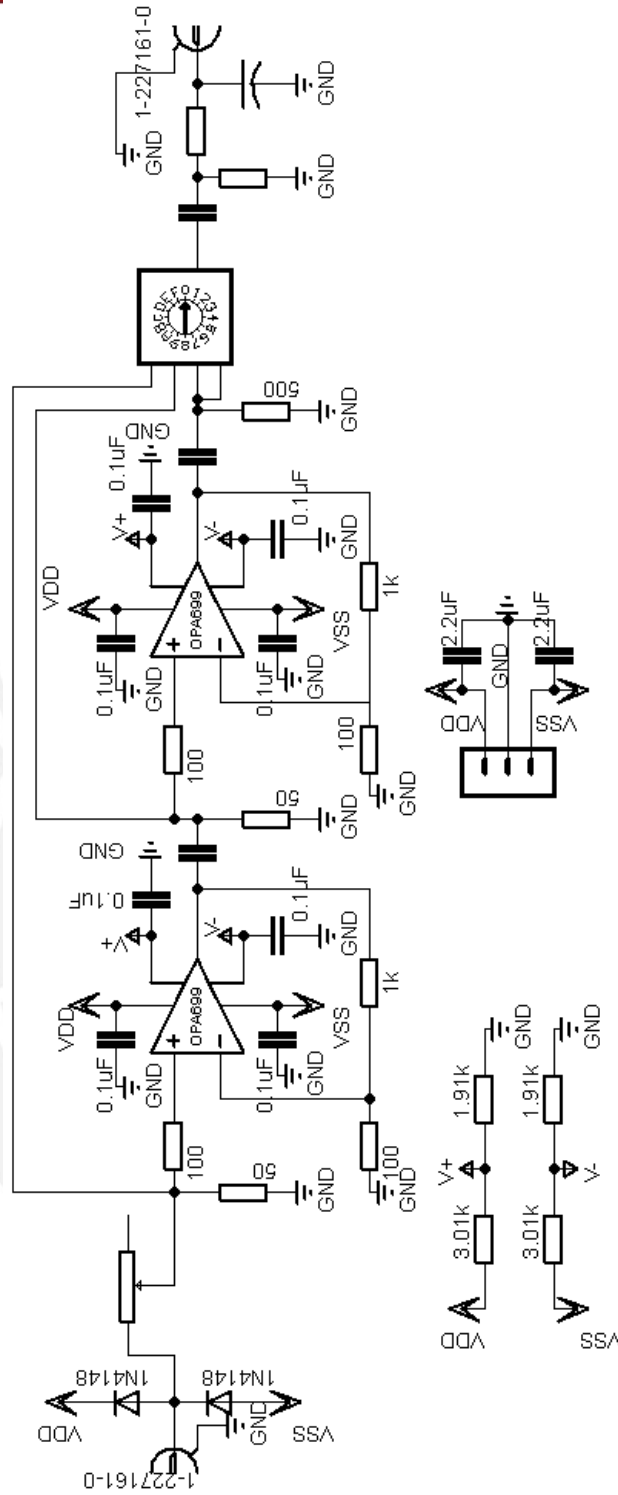 1-227161-0
GND
GND
GND
0123456789ABCDEF
500
GND
GND
0.1uF
V+
V-
0.1uF
GND
VDD
0.1uF
GND
+
-
OPA699
0.1uF
GND
VSS
1k
100
100
GND
50
GND
GND
0.1uF
V+
V-
0.1uF
GND
VDD
0.1uF
GND
+
-
OPA699
0.1uF
GND
VSS
1k
100
100
GND
50
GND
VDD
1N4148
1N4148
VSS
GND
1-227161-0
2.2uF
GND
2.2uF
VDD
VSS
GND
1.91k
V+
3.01k
VDD
GND
1.91k
V-
3.01k
VSS